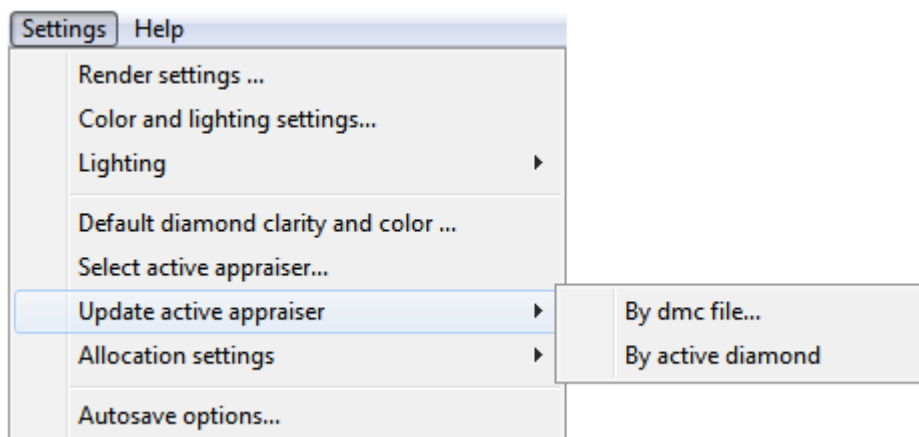 Settings Help
Render settings ...
Color and lighting settings...
Lighting
Default diamond clarity and color ...
Select active appraiser...
Update active appraiser
By dmc file...
By active diamond
Allocation settings
Autosave options...